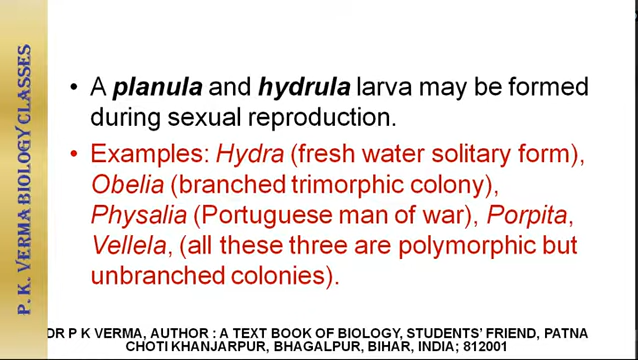 P. K. VERMA BIOLOGY CLASSES
• A planula and hydrula larva may be formed
during sexual reproduction.
• Examples: Hydra (fresh water solitary form),
Obelia (branched trimorphic colony),
Physalia (Portuguese man of war), Porpita,
Vellela, (all these three are polymorphic but
unbranched colonies).
DR P K VERMA, AUTHOR : A TEXT BOOK OF BIOLOGY, STUDENTS' FRIEND, PATNA
CHOTI KHANJARPUR, BHAGALPUR, BIHAR, INDIA; 812001